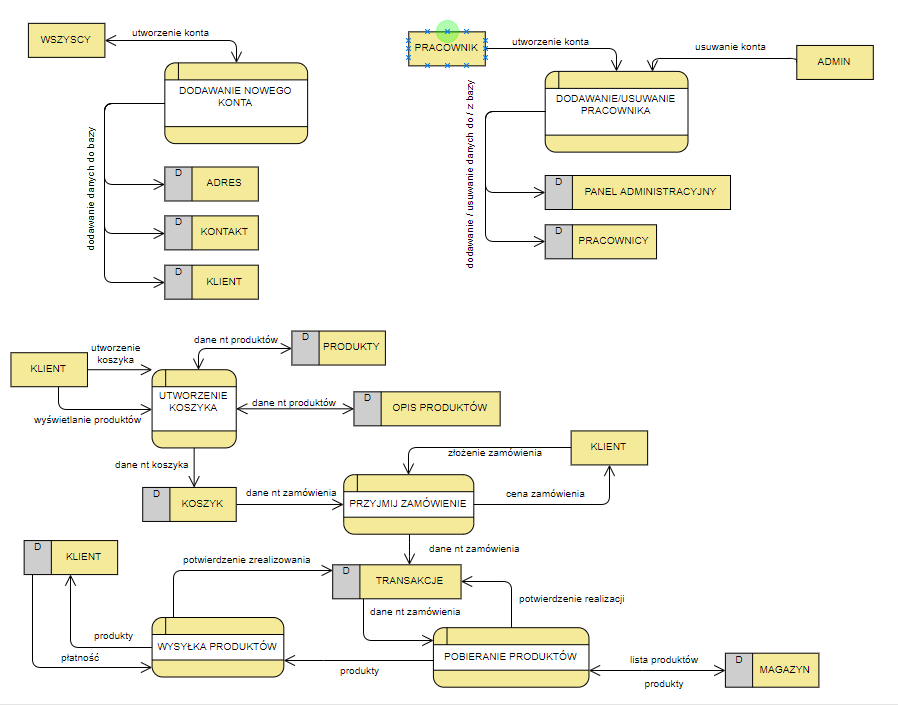 WSZYSCY
utworzenie konta
DODAWANIE NOWEGO
KONTA
dodawanie danych do bazy
D
ADRES
D
KONTAKT
D
KLIENT
PRACOWNIK
utworzenie konta
usuwanie konta
ADMIN
DODAWANIE/USUWANIE
PRACOWNIKA
dodawanie / usuwanie danych do / z bazy
D
PANEL ADMINISTRACYJNY
D
PRACOWNICY
KLIENT
utworzenie
koszyka
wyświetlanie produktów
dane nt produktów
D
PRODUKTY
UTWORZENIE
KOSZYKA
dane nt produktów
D
OPIS PRODUKTÓW
dane nt koszyka
D
KOSZYK
dane nt zamówienia
złożenie zamówienia
KLIENT
PRZYJMIJ ZAMÓWIENIE
cena zamówienia
dane nt zamówienia
D
KLIENT
potwierdzenie zrealizowania
D
TRANSAKCJE
potwierdzenie realizacji
dane nt zamówienia
produkty
płatność
WYSYŁKA PRODUKTÓW
produkty
POBIERANIE PRODUKTÓW
lista produktów
produkty
D
MAGAZYN